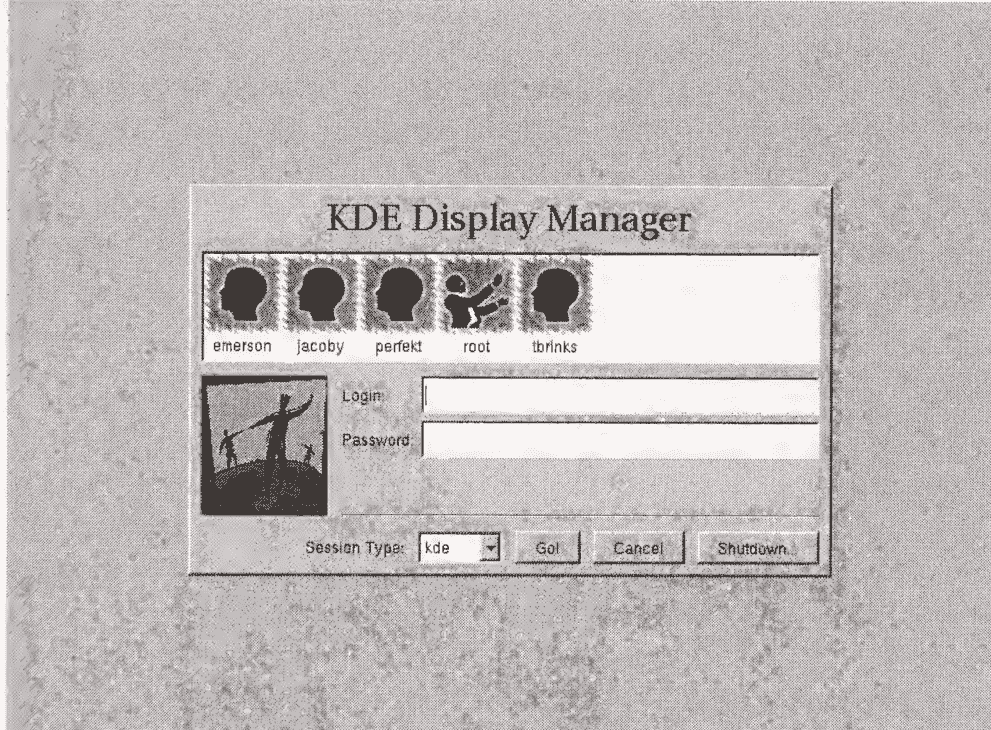 KDE Display Manager
emerson jacoby perfekt root tbrinks
Login:
Password:
Session Type: kde Go! Cancel Shutdown...